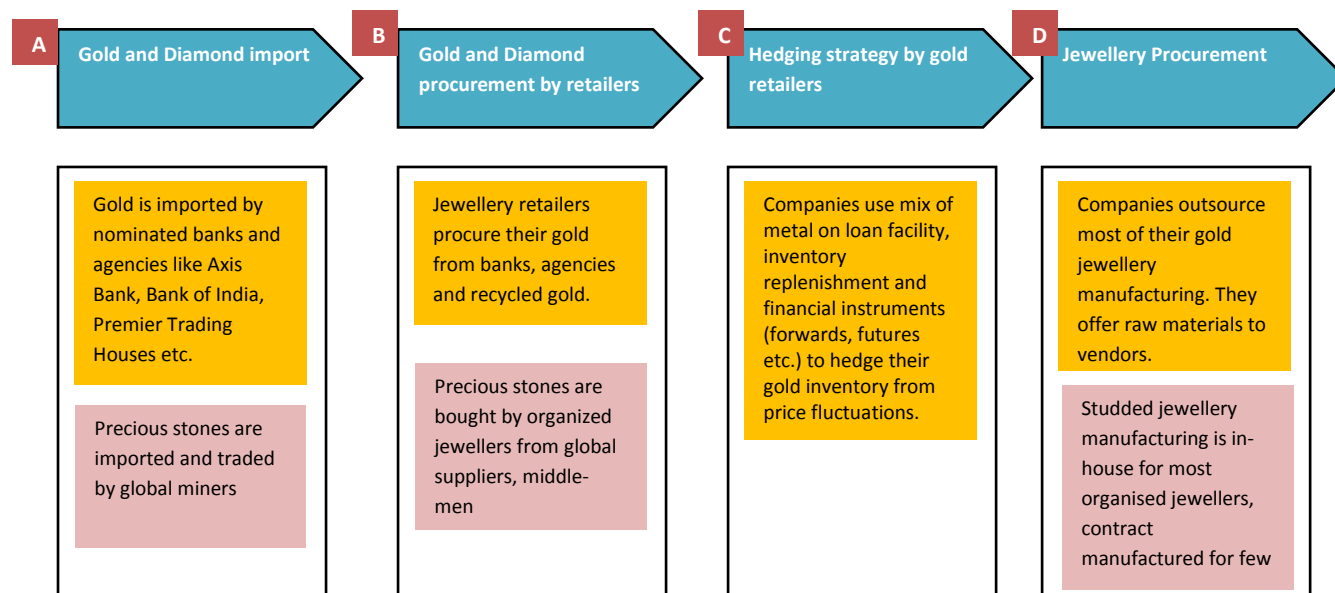 A
Gold and Diamond import
B
Gold and Diamond
procurement by retailers
C
Hedging strategy by gold
retailers
D
Jewellery Procurement
Gold is imported by
nominated banks and
agencies like Axis
Bank, Bank of India,
Premier Trading
Houses etc.
Precious stones are
imported and traded
by global miners
Jewellery retailers
procure their gold
from banks, agencies
and recycled gold.
Precious stones are
bought by organized
jewellers from global
suppliers, middle-
men
Companies use mix of
metal on loan facility,
inventory
replenishment and
financial instruments
(forwards, futures
etc.) to hedge their
gold inventory from
price fluctuations.
Companies outsource
most of their gold
jewellery
manufacturing. They
offer raw materials to
vendors.
Studded jewellery
manufacturing is in-
house for most
organised jewellers,
contract
manufactured for few